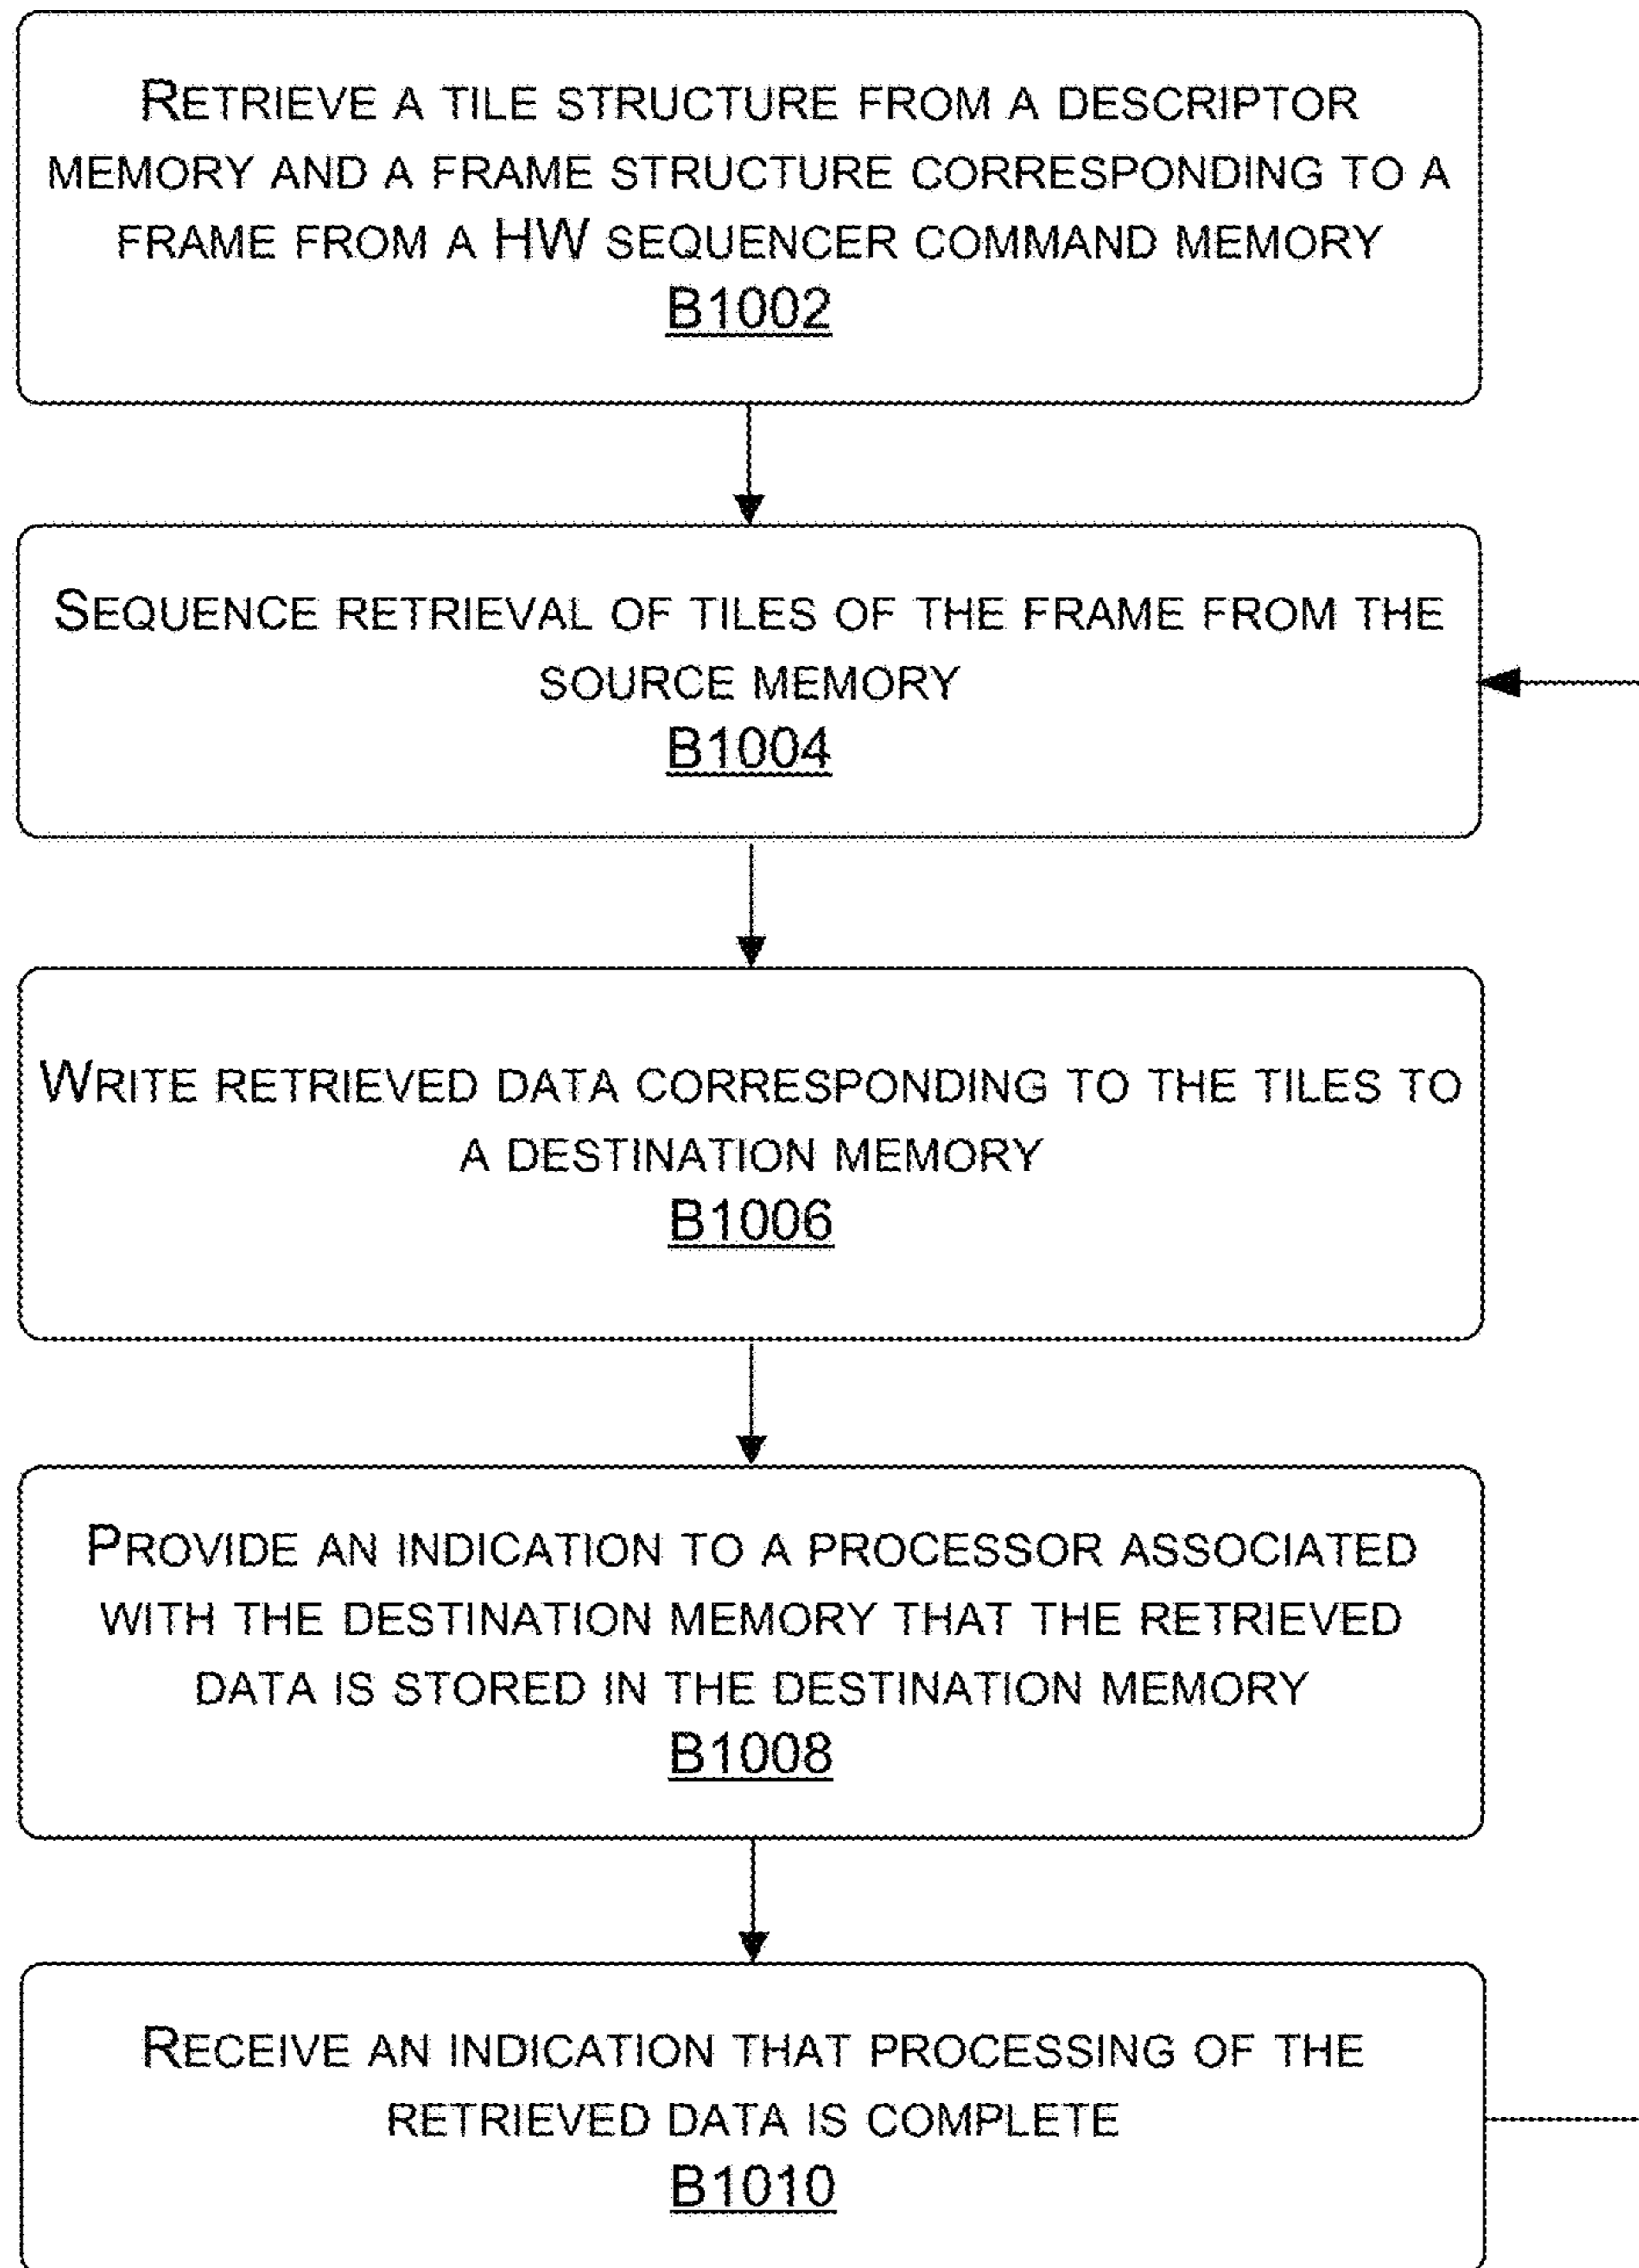 RETRIEVE A TILE STRUCTURE FROM A DESCRIPTOR
MEMORY AND A FRAME STRUCTURE CORRESPONDING TO A
FRAME FROM A HW SEQUENCER COMMAND MEMORY
B1002
SEQUENCE RETRIEVAL OF TILES OF THE FRAME FROM THE
SOURCE MEMORY
B1004
WRITE RETRIEVED DATA CORRESPONDING TO THE TILES TO
A DESTINATION MEMORY
B1006
PROVIDE AN INDICATION TO A PROCESSOR ASSOCIATED
WITH THE DESTINATION MEMORY THAT THE RETRIEVED
DATA IS STORED IN THE DESTINATION MEMORY
B1008
RECEIVE AN INDICATION THAT PROCESSING OF THE
RETRIEVED DATA IS COMPLETE
B1010